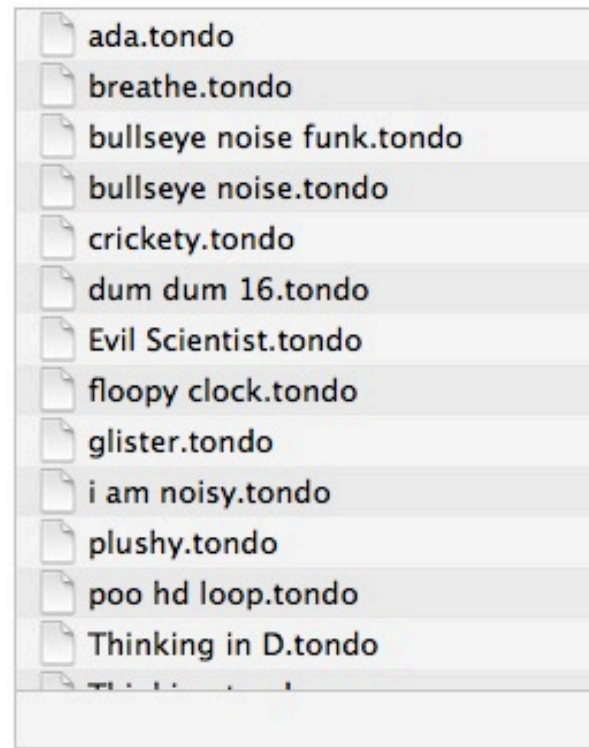 ada.tondo
breathe.tondo
bullseye noise funk.tondo
bullseye noise.tondo
crickety.tondo
dum dum 16.tondo
Evil Scientist.tondo
floopy clock.tondo
glister.tondo
i am noisy.tondo
plushy.tondo
poo hd loop.tondo
Thinking in D.tondo